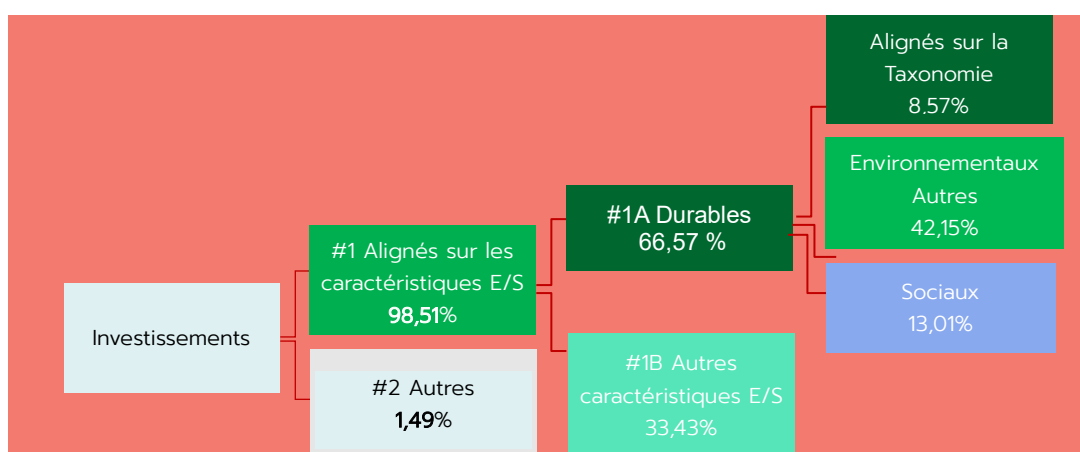 Investissements
#1 Alignés sur les
caractéristiques E/S
98,51%
#2 Autres
1,49%
#1A Durables
66,57 %
#1B Autres
caractéristiques E/S
33,43%
Alignés sur la
Taxonomie
8,57%
Environnementaux
Autres
42,15%
Sociaux
13,01%